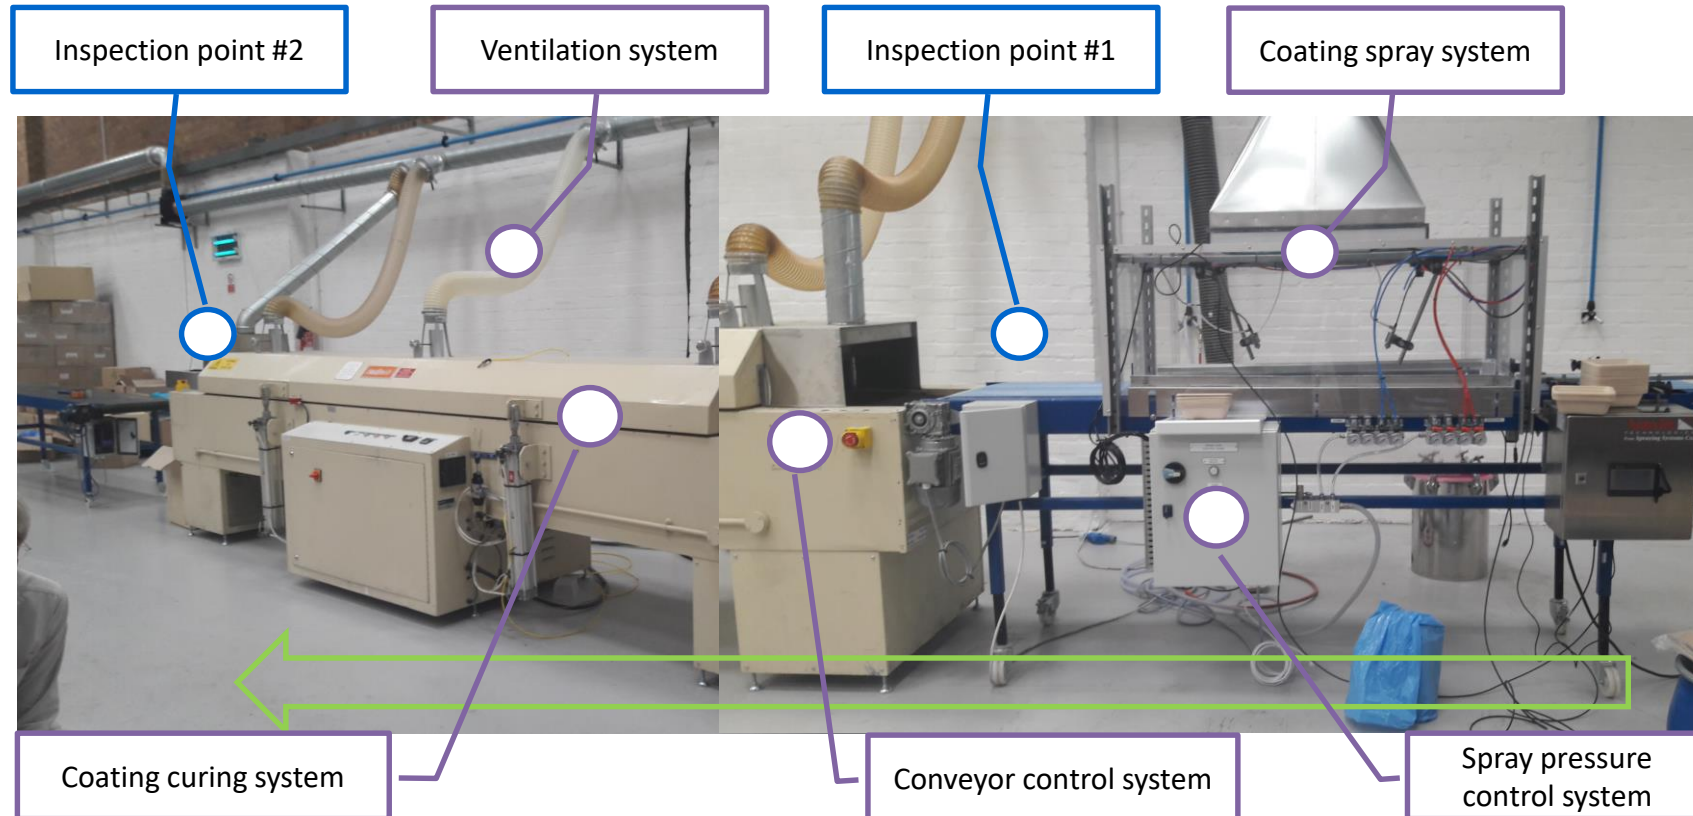 Inspection point #2
Ventilation system
Inspection point #1
Coating spray system
Coating curing system
Conveyor control system
Spray pressure
control system